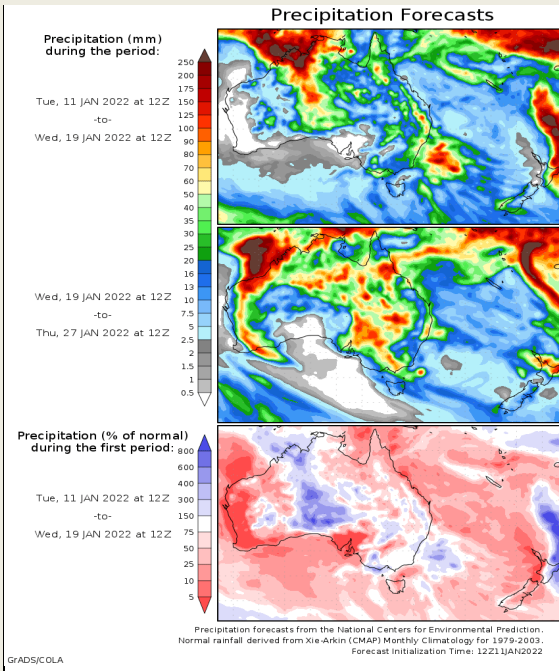 Precipitation Forecasts
Precipitation (mm)
during the period:
250
200
175
150
125
100
90
80
70
60
50
40
35
30
25
20
16
13
10
7.5
5
2.5
2
1.5
1
0.5
Tue, 11 JAN 2022 at 12Z
-to-
Wed, 19 JAN 2022 at 12Z
Wed, 19 JAN 2022 at 12Z
-to-
Thu, 27 JAN 2022 at 12Z
Precipitation (% of normal)
during the first period:
800
600
400
300
150
75
50
25
10
5
Tue, 11 JAN 2022 at 12Z
-to-
Wed, 19 JAN 2022 at 12Z
Precipitation forecasts from the National Centers for Environmental Prediction.
Normal rainfall derived from Xie-Arkin (CMAP) Monthly Climatology for 1979-2003.
Forecast Initialization Time: 12Z11JAN2022
GrADS/COLA